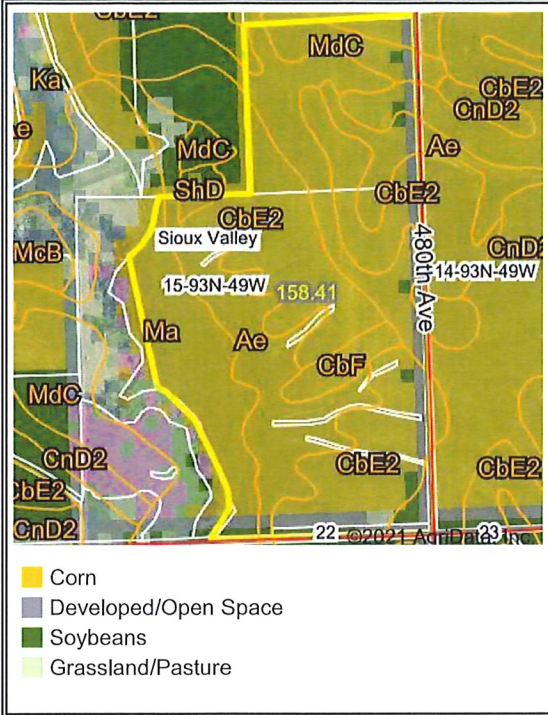 CbE2
MdC
Ka
CbE2
CnD2
Ae
MdC
ShD
CbE2
CbE2
Sioux Valley
480th Ave
McB
CnD2
15-93N-49W
158.41
14-93N-49W
Ma
Ae
CbF
MdC
CnD2
CbE2
CbE2
CbE2
CnD2
22
©2021 AgriData, Inc.
23
Corn
Developed/Open Space
Soybeans
Grassland/Pasture